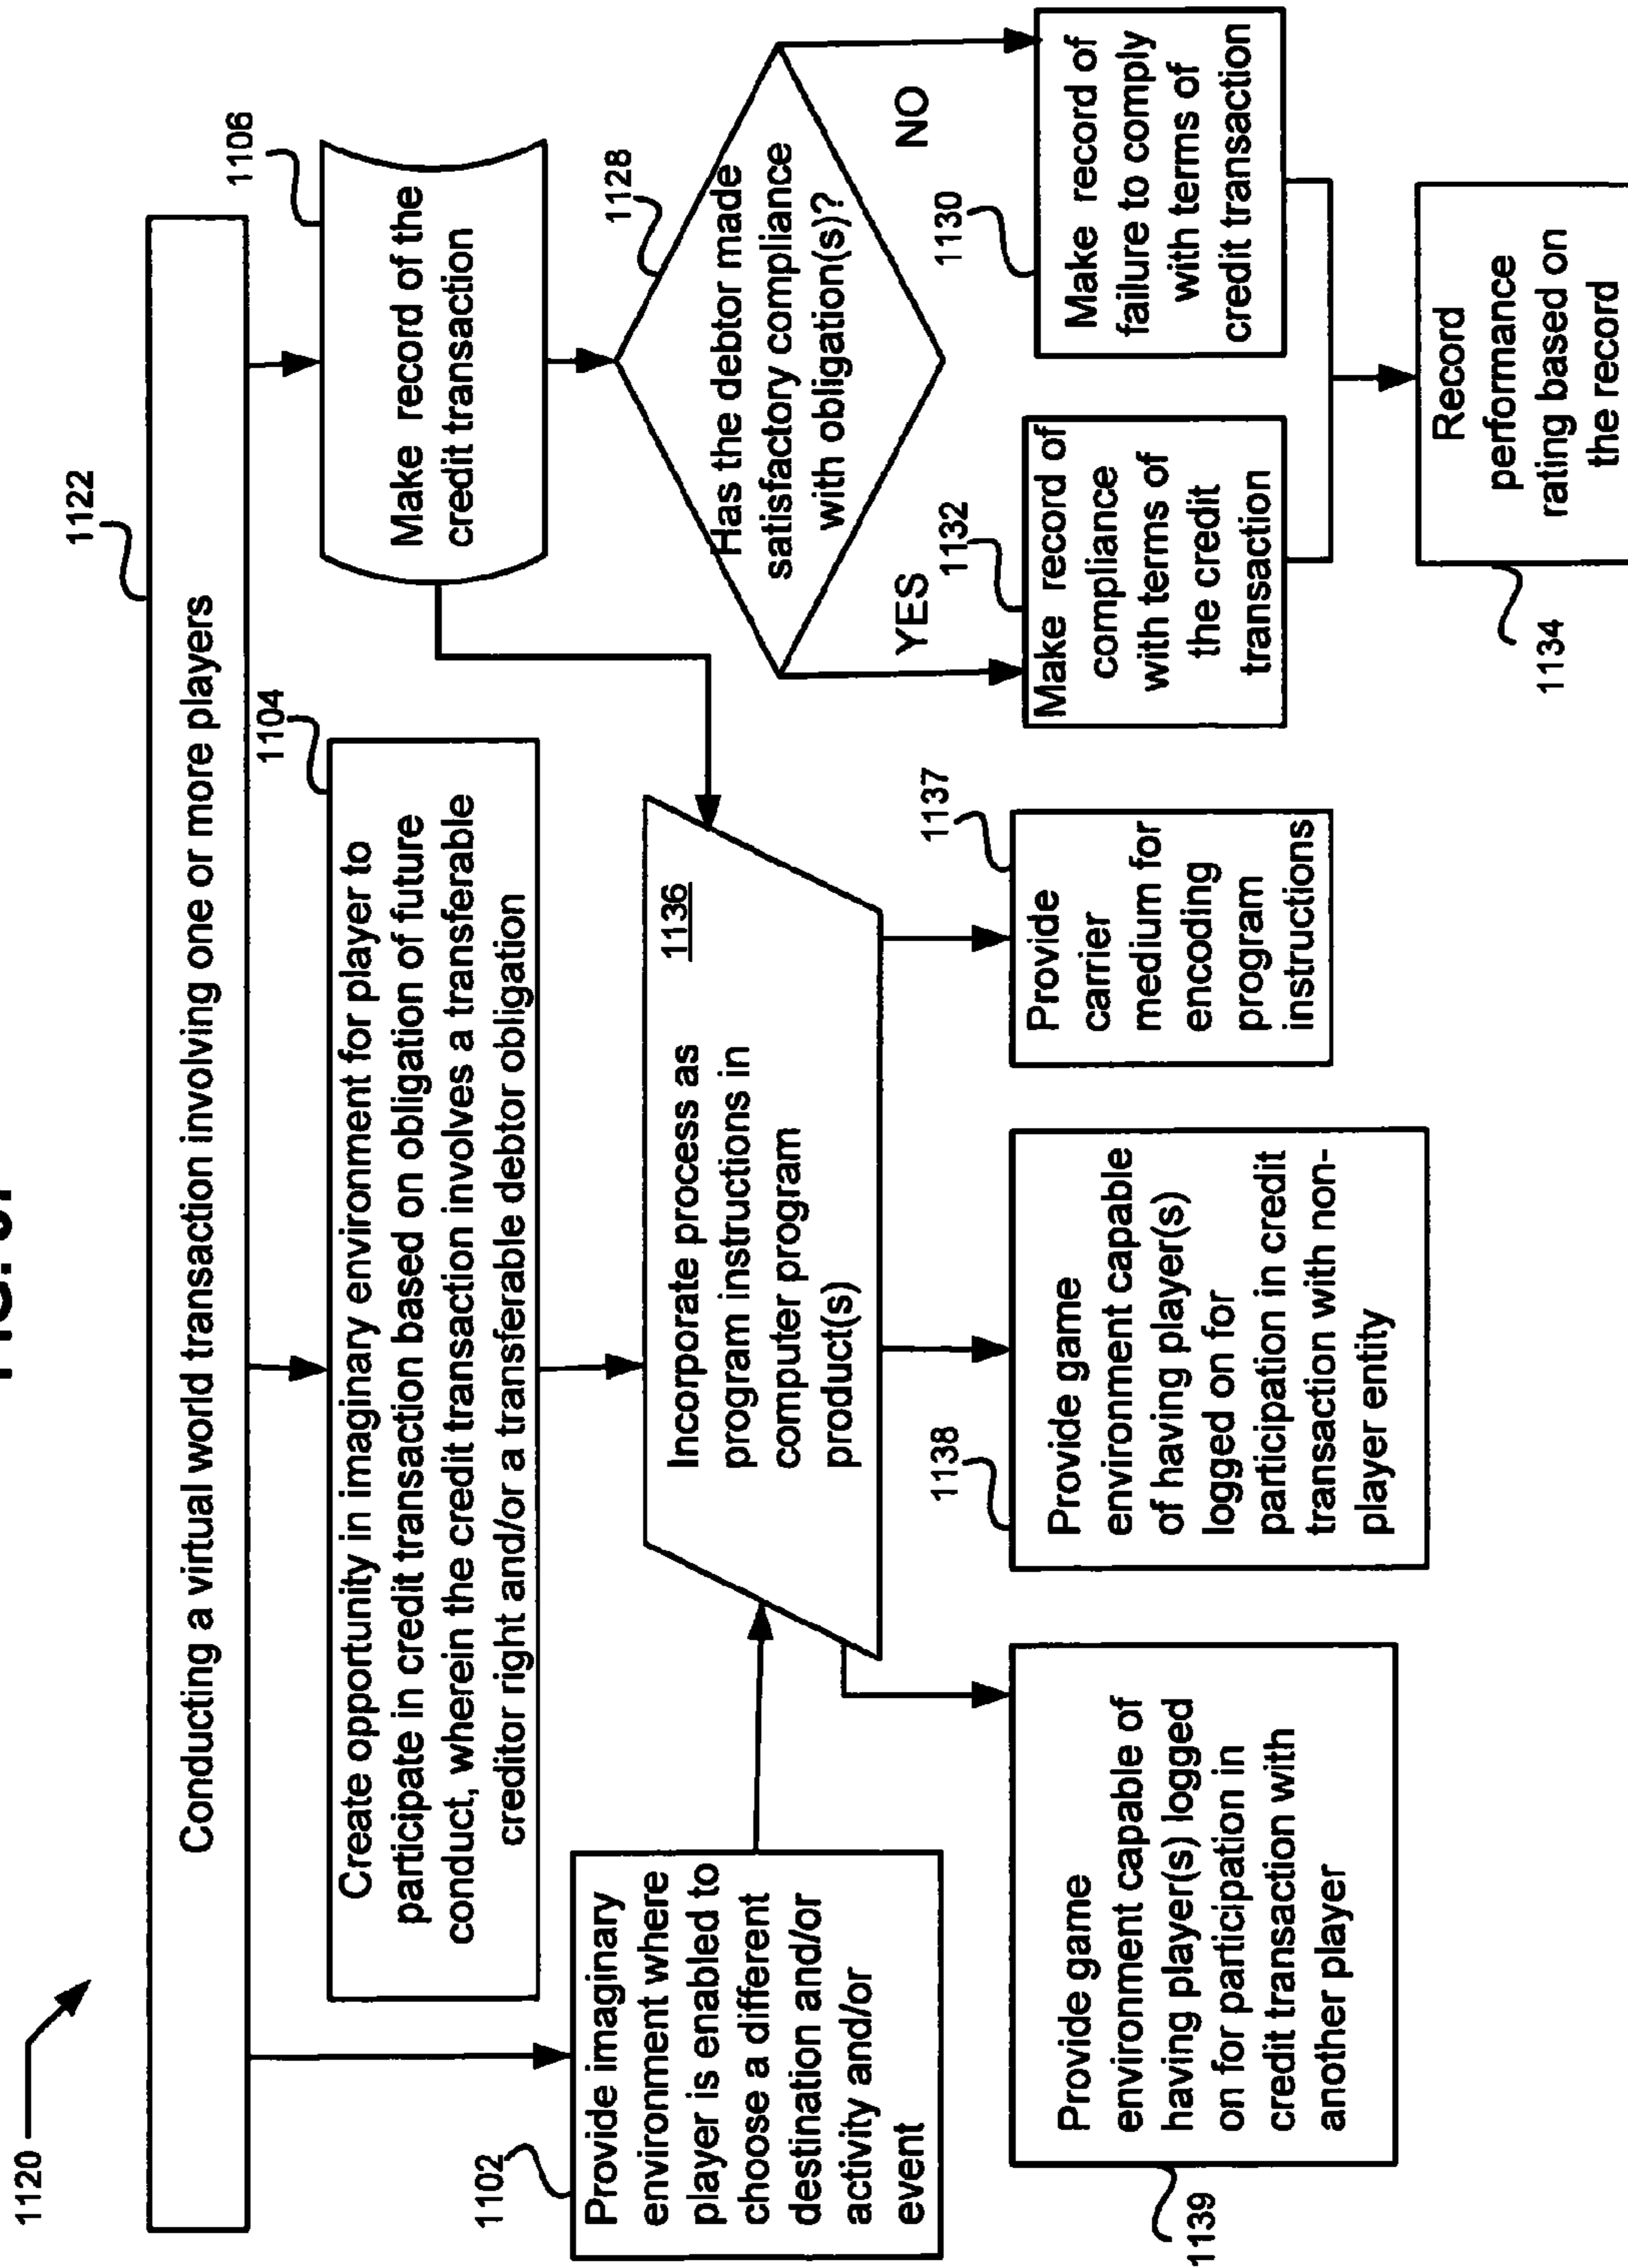 1120
1122
Conducting a virtual world transaction involving one or more players
1104
Create opportunity in imaginary environment for player to
participate in credit transaction based on obligation of future
conduct, wherein the credit transaction involves a transferable
creditor right and/or a transferable debtor obligation
1106
Make record of the
credit transaction
1102
Provide imaginary
environment where
player is enabled to
choose a different
destination and/or
activity and/or
event
1136
Incorporate process as
program instructions in
computer program
product(s)
1128
Has the debtor made
satisfactory compliance
with obligation(s)?
YES
NO
1139
Provide game
environment capable of
having player(s) logged
on for participation in
credit transaction with
another player
1138
Provide game
environment capable
of having player(s)
logged on for
participation in credit
transaction with non-
player entity
1137
Provide
carrier
medium for
encoding
program
instructions
1132
Make record of
compliance
with terms of
the credit
transaction
1130
Make record of
failure to comply
with terms of
credit transaction
1134
Record
performance
rating based on
the record